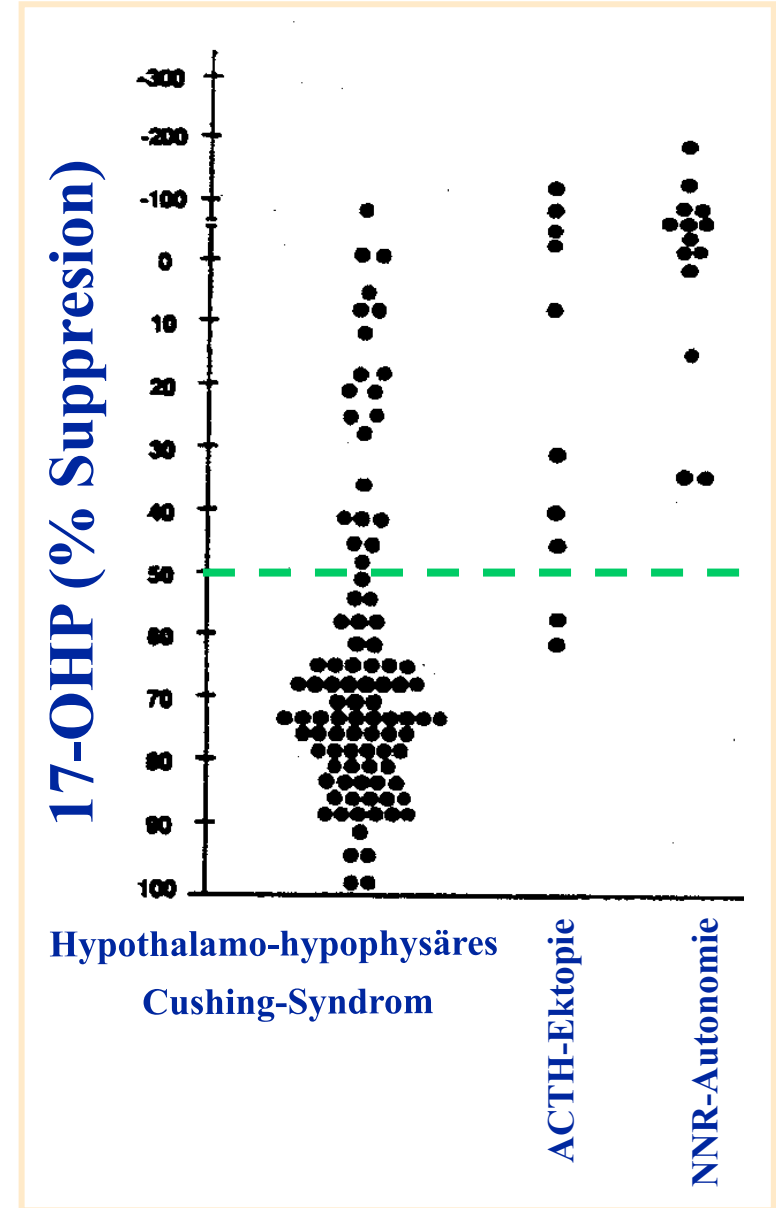 17-OHP (% Suppresion)
-300
-200
-100
0
10
20
30
40
50
60
70
80
90
100
Hypothalamo-hypophysäres
Cushing-Syndrom
ACTH-Ektopie
NNR-Autonomie